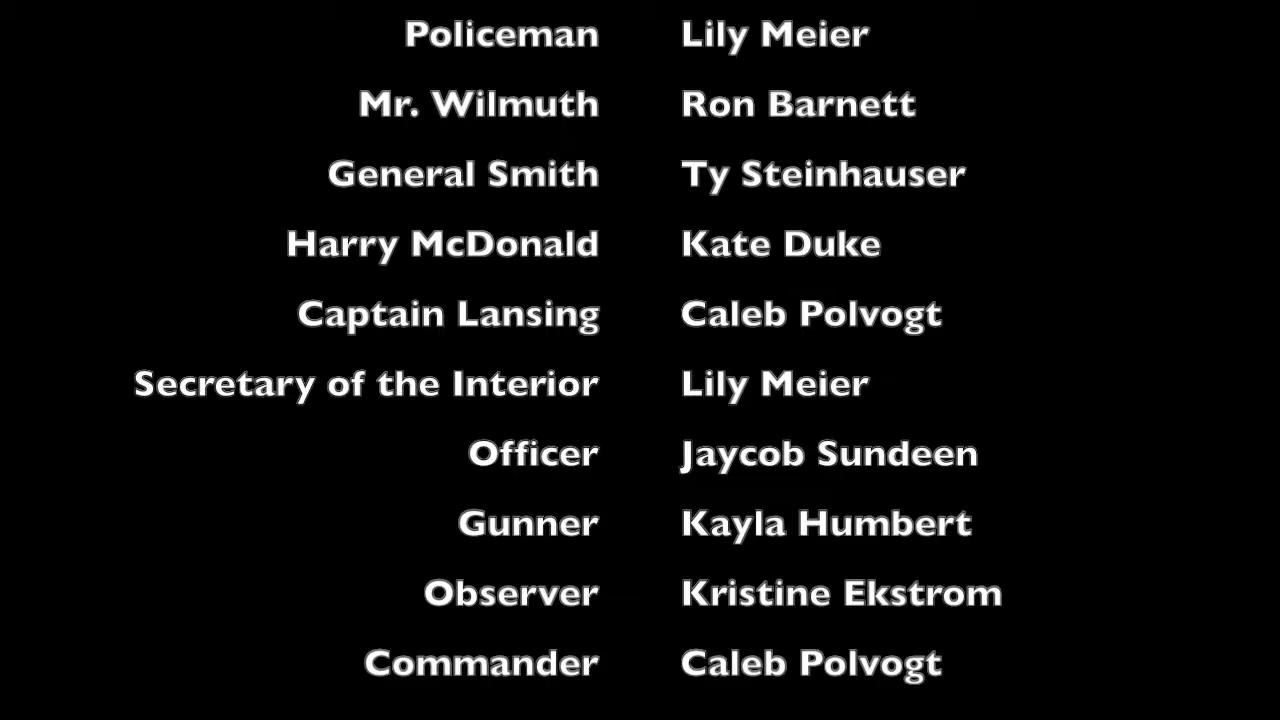 Policeman Lily Meier
Mr. Wilmuth Ron Barnett
General Smith Ty Steinhauser
Harry McDonald Kate Duke
Captain Lansing Caleb Polvogt
Secretary of the Interior Lily Meier
Officer Jaycob Sundeen
Gunner Kayla Humbert
Observer Kristine Ekstrom
Commander Caleb Polvogt